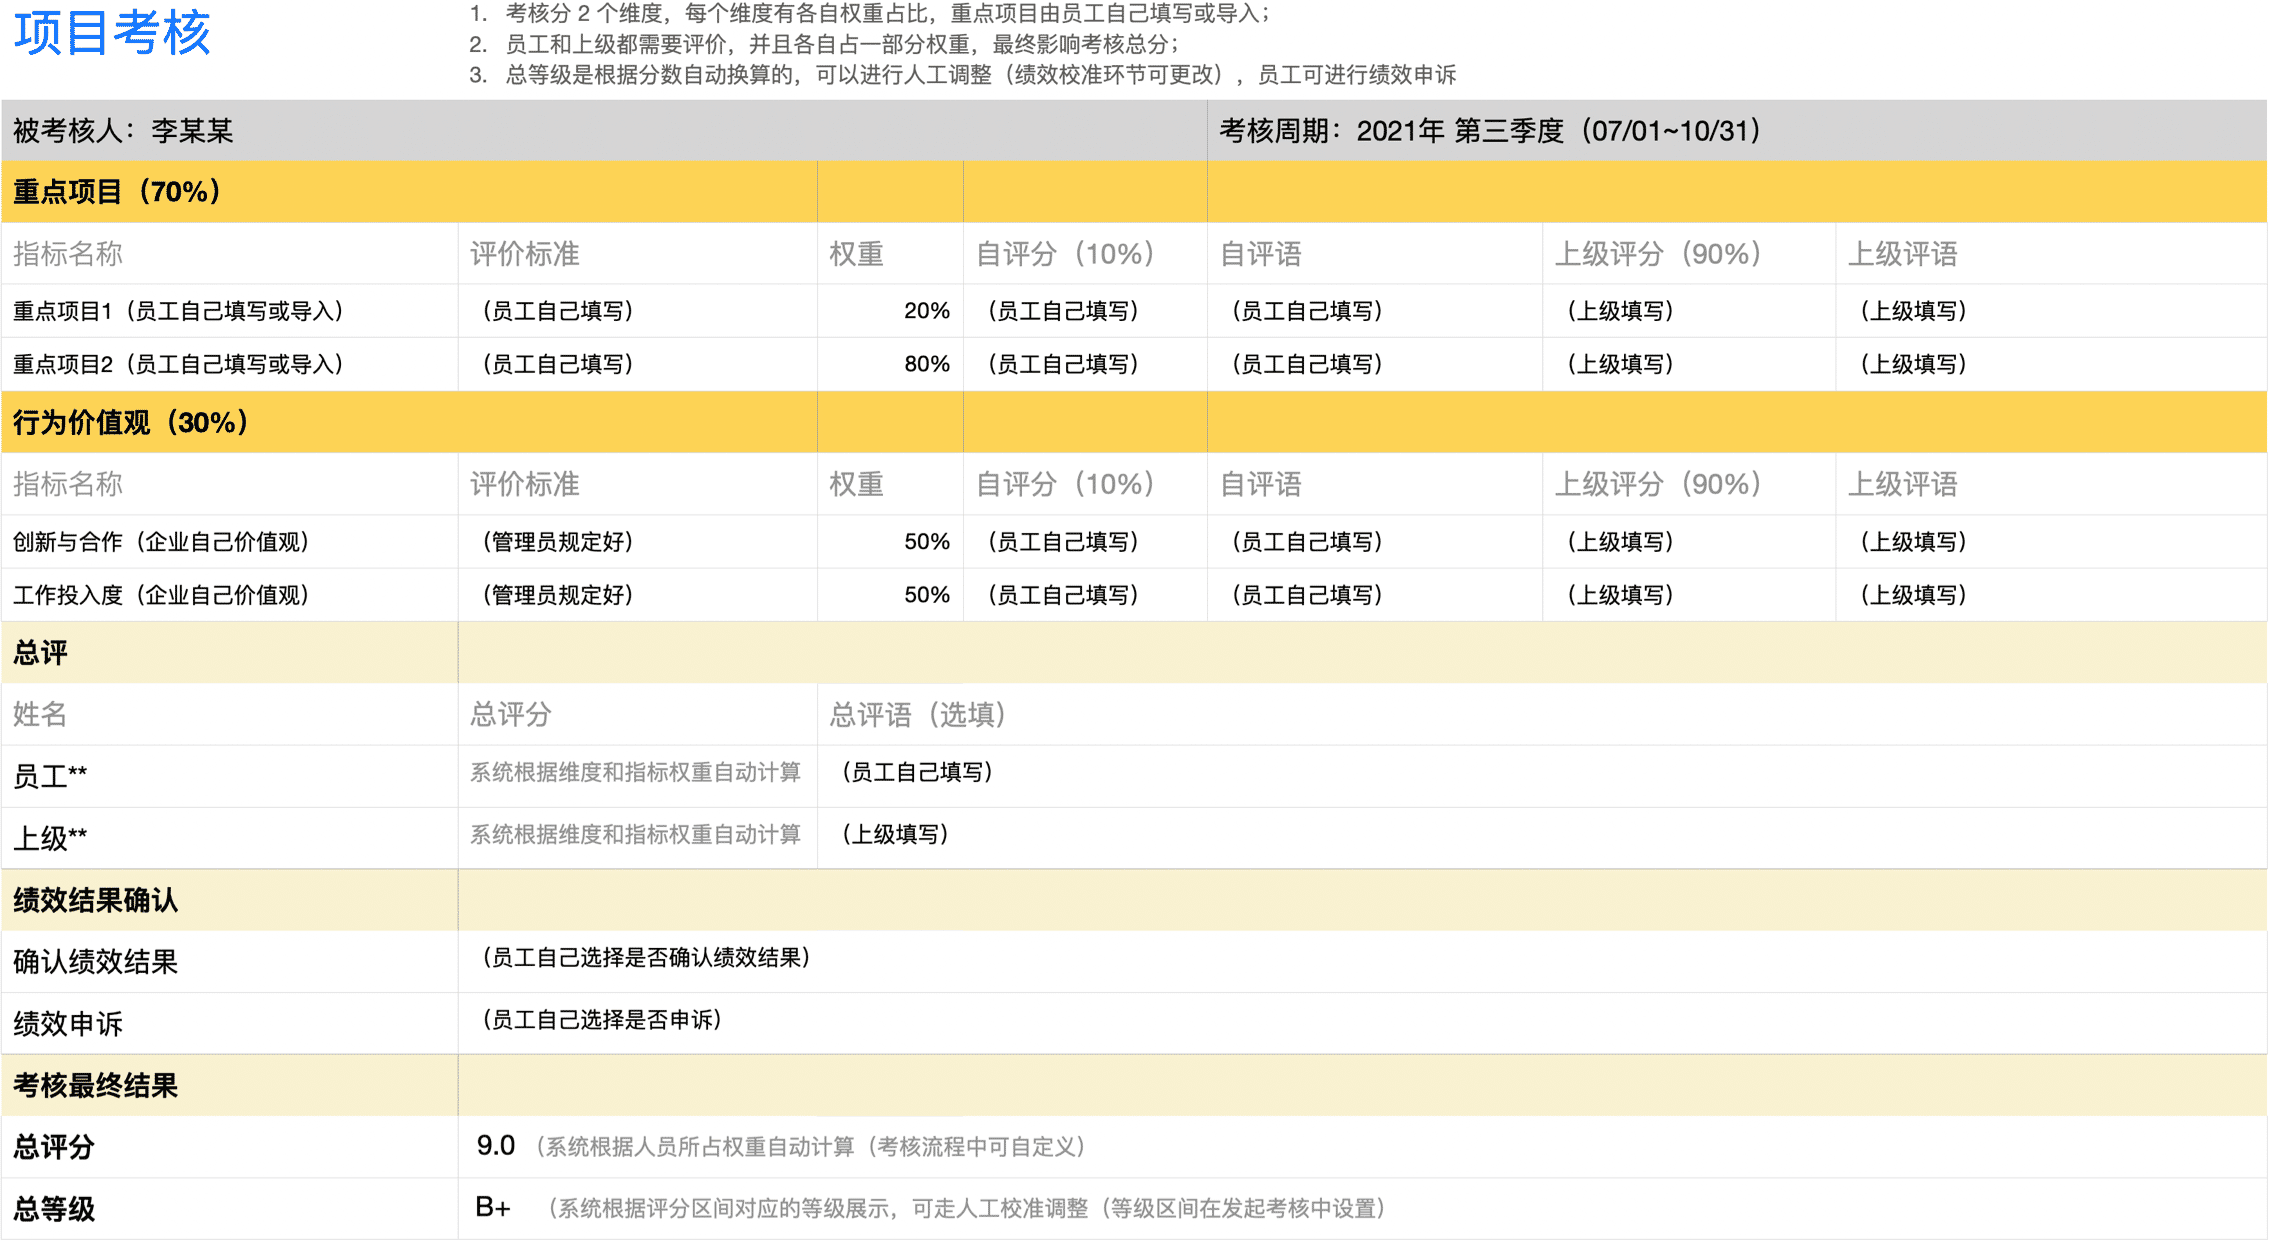 项目考核
1. 考核分 2 个维度，每个维度有各自权重占比，重点项目由员工自己填写或导入；
2. 员工和上级都需要评价，并且各自占一部分权重，最终影响考核总分；
3. 总等级是根据分数自动换算的，可以进行人工调整（绩效校准环节可更改），员工可进行绩效申诉
被考核人：李某某 考核周期：2021年 第三季度（07/01~10/31）
重点项目（70%）
指标名称 评价标准 权重 自评分（10%） 自评语 上级评分（90%） 上级评语
重点项目1（员工自己填写或导入） （员工自己填写） 20% （员工自己填写） （员工自己填写） （上级填写） （上级填写）
重点项目2（员工自己填写或导入） （员工自己填写） 80% （员工自己填写） （员工自己填写） （上级填写） （上级填写）
行为价值观（30%）
指标名称 评价标准 权重 自评分（10%） 自评语 上级评分（90%） 上级评语
创新与合作（企业自己价值观） （管理员规定好） 50% （员工自己填写） （员工自己填写） （上级填写） （上级填写）
工作投入度（企业自己价值观） （管理员规定好） 50% （员工自己填写） （员工自己填写） （上级填写） （上级填写）
总评
姓名 总评分 总评语（选填）
员工** 系统根据维度和指标权重自动计算 （员工自己填写）
上级** 系统根据维度和指标权重自动计算 （上级填写）
绩效结果确认
确认绩效结果 （员工自己选择是否确认绩效结果）
绩效申诉 （员工自己选择是否申诉）
考核最终结果
总评分 9.0 （系统根据人员所占权重自动计算（考核流程中可自定义）
总等级 B+ （系统根据评分区间对应的等级展示，可走人工校准调整（等级区间在发起考核中设置）